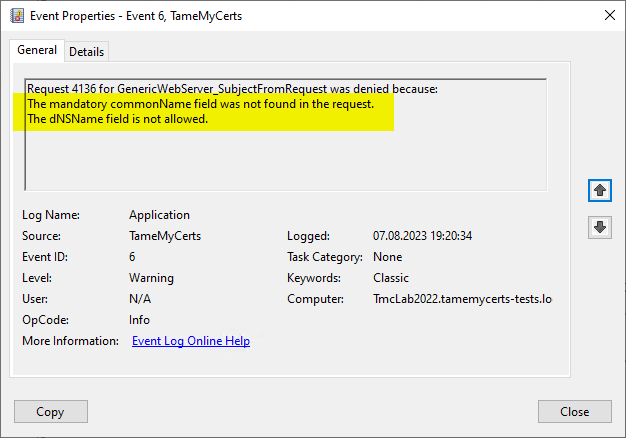 Event Properties - Event 6, TameMyCerts
General
Details
Request 4136 for GenericWebServer_SubjectFromRequest was denied because:
The mandatory commonName field was not found in the request.
The dNSName field is not allowed.
Log Name: Application
Source: TameMyCerts Logged: 07.08.2023 19:20:34
Event ID: 6 Task Category: None
Level: Warning Keywords: Classic
User: N/A Computer: TmcLab2022.tamemycerts-tests.lo
OpCode: Info
More Information: Event Log Online Help
Copy
Close